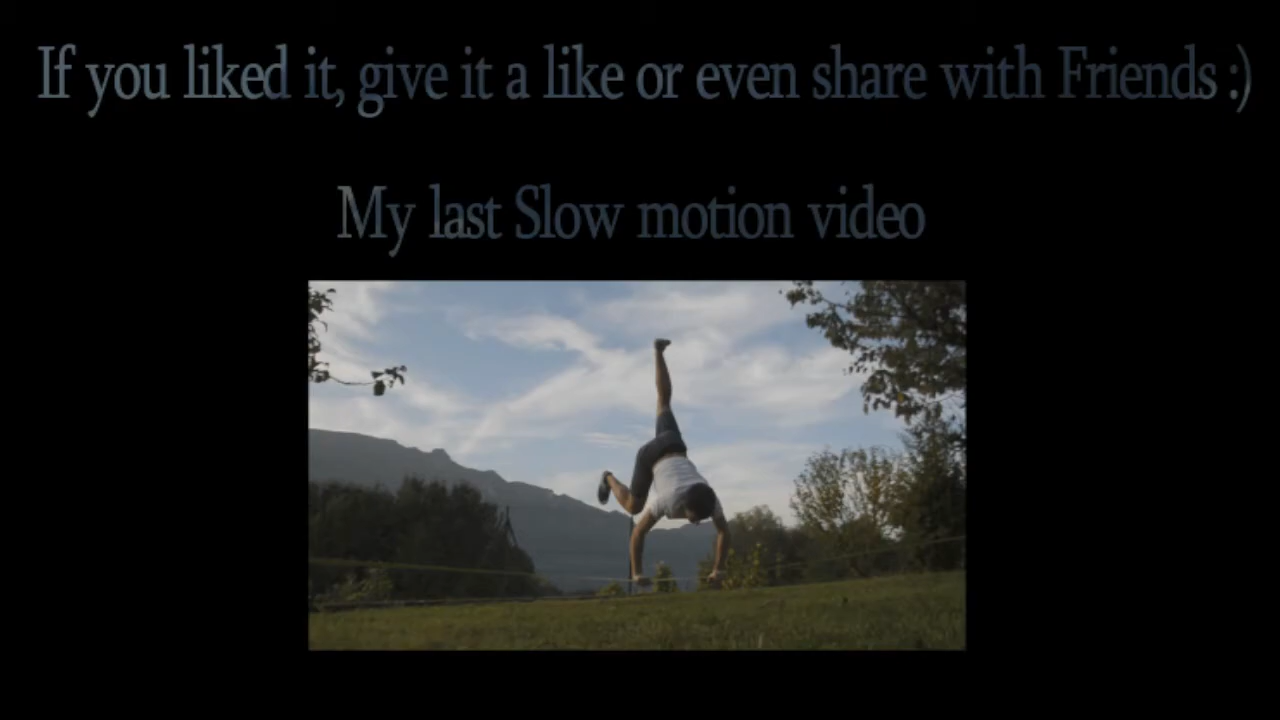 If you liked it, give it a like or even share with Friends :)
My last Slow motion video